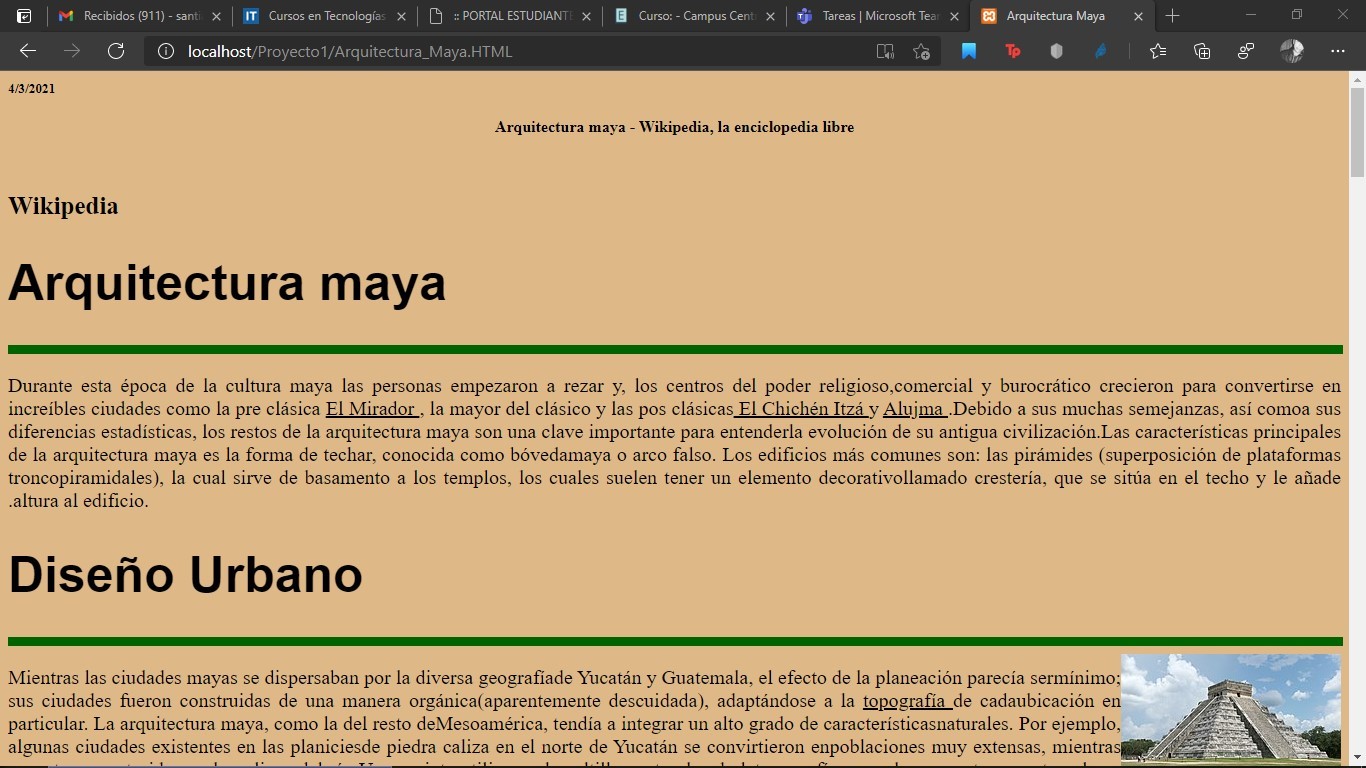 Recibidos (911) - santi
Cursos en Tecnologías
:: PORTAL ESTUDIANT
Curso: - Campus Cent
Tareas | Microsoft Tea
Arquitectura Maya
localhost/Proyecto1/Arquitectura_Maya.HTML
4/3/2021
Arquitectura maya - Wikipedia, la enciclopedia libre
Wikipedia
Arquitectura maya
Durante esta época de la cultura maya las personas empezaron a rezar y, los centros del poder religioso,comercial y burocrático crecieron para convertirse en
increíbles ciudades como la pre clásica El Mirador , la mayor del clásico y las pos clásicas El Chichén Itzá y Alujma .Debido a sus muchas semejanzas, así comoa sus
diferencias estadísticas, los restos de la arquitectura maya son una clave importante para entenderla evolución de su antigua civilización.Las características principales
de la arquitectura maya es la forma de techar, conocida como bóvedamaya o arco falso. Los edificios más comunes son: las pirámides (superposición de plataformas
troncopiramidales), la cual sirve de basamento a los templos, los cuales suelen tener un elemento decorativollamado crestería, que se sitúa en el techo y le añade
.altura al edificio.
Diseño Urbano
Mientras las ciudades mayas se dispersaban por la diversa geografíade Yucatán y Guatemala, el efecto de la planeación parecía sermínimo;
sus ciudades fueron construidas de una manera orgánica(aparentemente descuidada), adaptándose a la topografía de cadaubicación en
particular. La arquitectura maya, como la del resto deMesoamérica, tendía a integrar un alto grado de característicasnaturales. Por ejemplo,
algunas ciudades existentes en las planiciesde piedra caliza en el norte de Yucatán se convirtieron enpoblaciones muy extensas, mientras